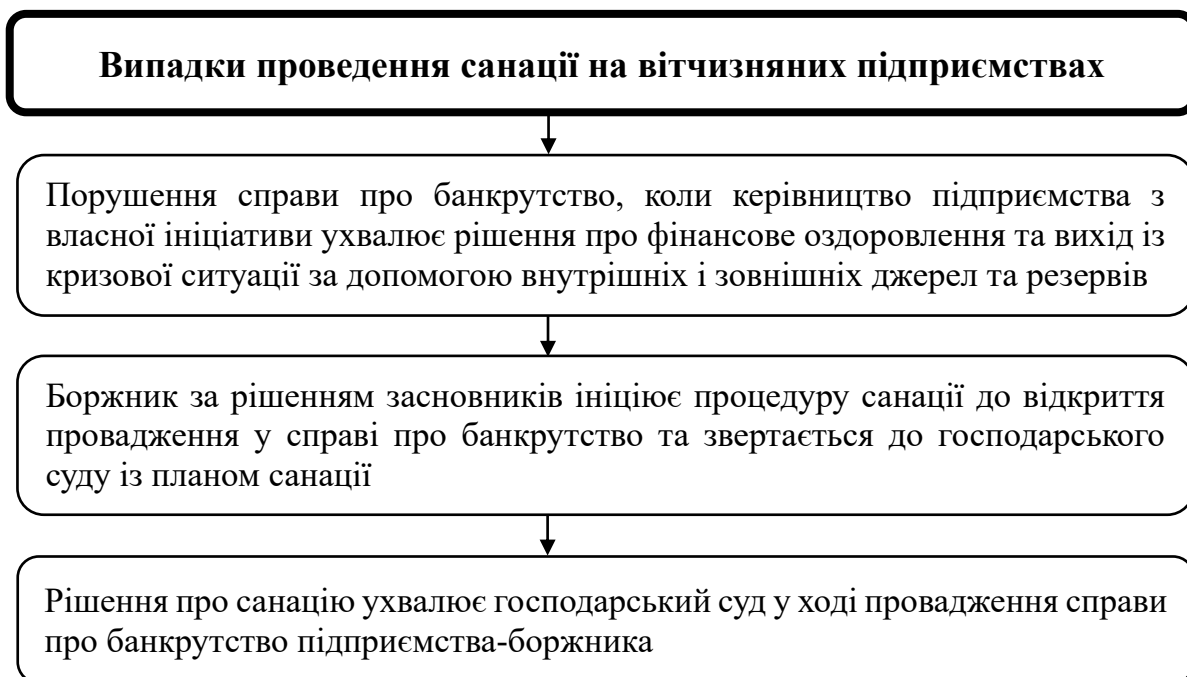 Випадки проведення санації на вітчизняних підприємствах
Порушення справи про банкрутство, коли керівництво підприємства з
власної ініціативи ухвалює рішення про фінансове оздоровлення та вихід із
кризової ситуації за допомогою внутрішніх і зовнішніх джерел та резервів
Боржник за рішенням засновників ініціює процедуру санації до відкриття
провадження у справі про банкрутство та звертається до господарського
суду із планом санації
Рішення про санацію ухвалює господарський суд у ході провадження справи
про банкрутство підприємства-боржника